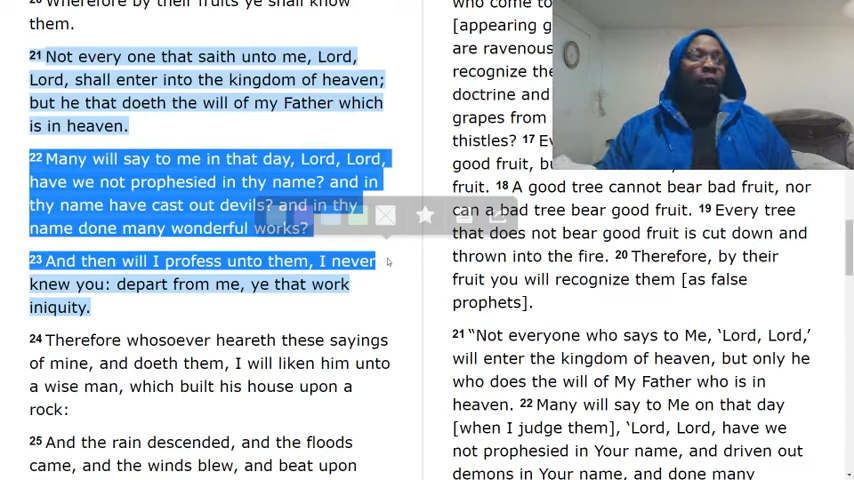 20 Wherefore by their fruits ye shall know
them.
21 Not every one that saith unto me, Lord,
Lord, shall enter into the kingdom of heaven;
but he that doeth the will of my Father which
is in heaven.
22 Many will say to me in that day, Lord, Lord,
have we not prophesied in thy name? and in
thy name have cast out devils? and in thy
name done many wonderful works?
23 And then will I profess unto them, I never
knew you: depart from me, ye that work
iniquity.
24 Therefore whosoever heareth these sayings
of mine, and doeth them, I will liken him unto
a wise man, which built his house upon a
rock:
25 And the rain descended, and the floods
came, and the winds blew, and beat upon
who come to
[appearing
are ravenous
recognize
doctrine and
grapes from
thistles? 17
good fruit,
fruit. 18 A good tree cannot bear bad fruit, nor
can a bad tree bear good fruit. 19 Every tree
that does not bear good fruit is cut down and
thrown into the fire. 20 Therefore, by their
fruit you will recognize them [as false
prophets].
21 “Not everyone who says to Me, ‘Lord, Lord,’
will enter the kingdom of heaven, but only he
who does the will of My Father who is in
heaven. 22 Many will say to Me on that day
[when I judge them], ‘Lord, Lord, have we
not prophesied in Your name, and driven out
demons in Your name, and done many